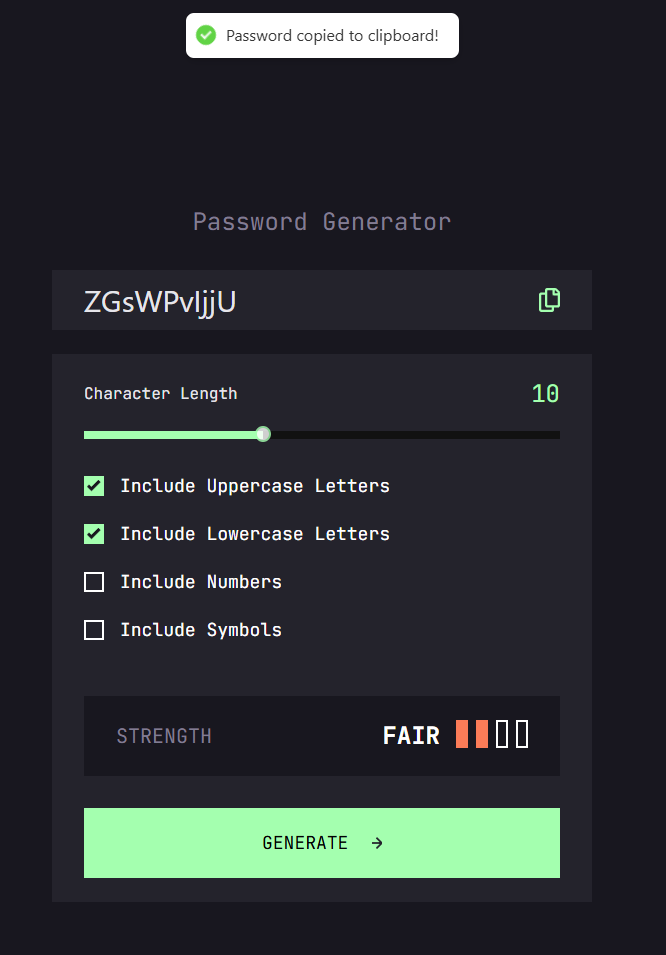 Password copied to clipboard!
Password Generator
ZGsWPvIjjU
Character Length 10
Include Uppercase Letters
Include Lowercase Letters
Include Numbers
Include Symbols
STRENGTH FAIR
GENERATE →